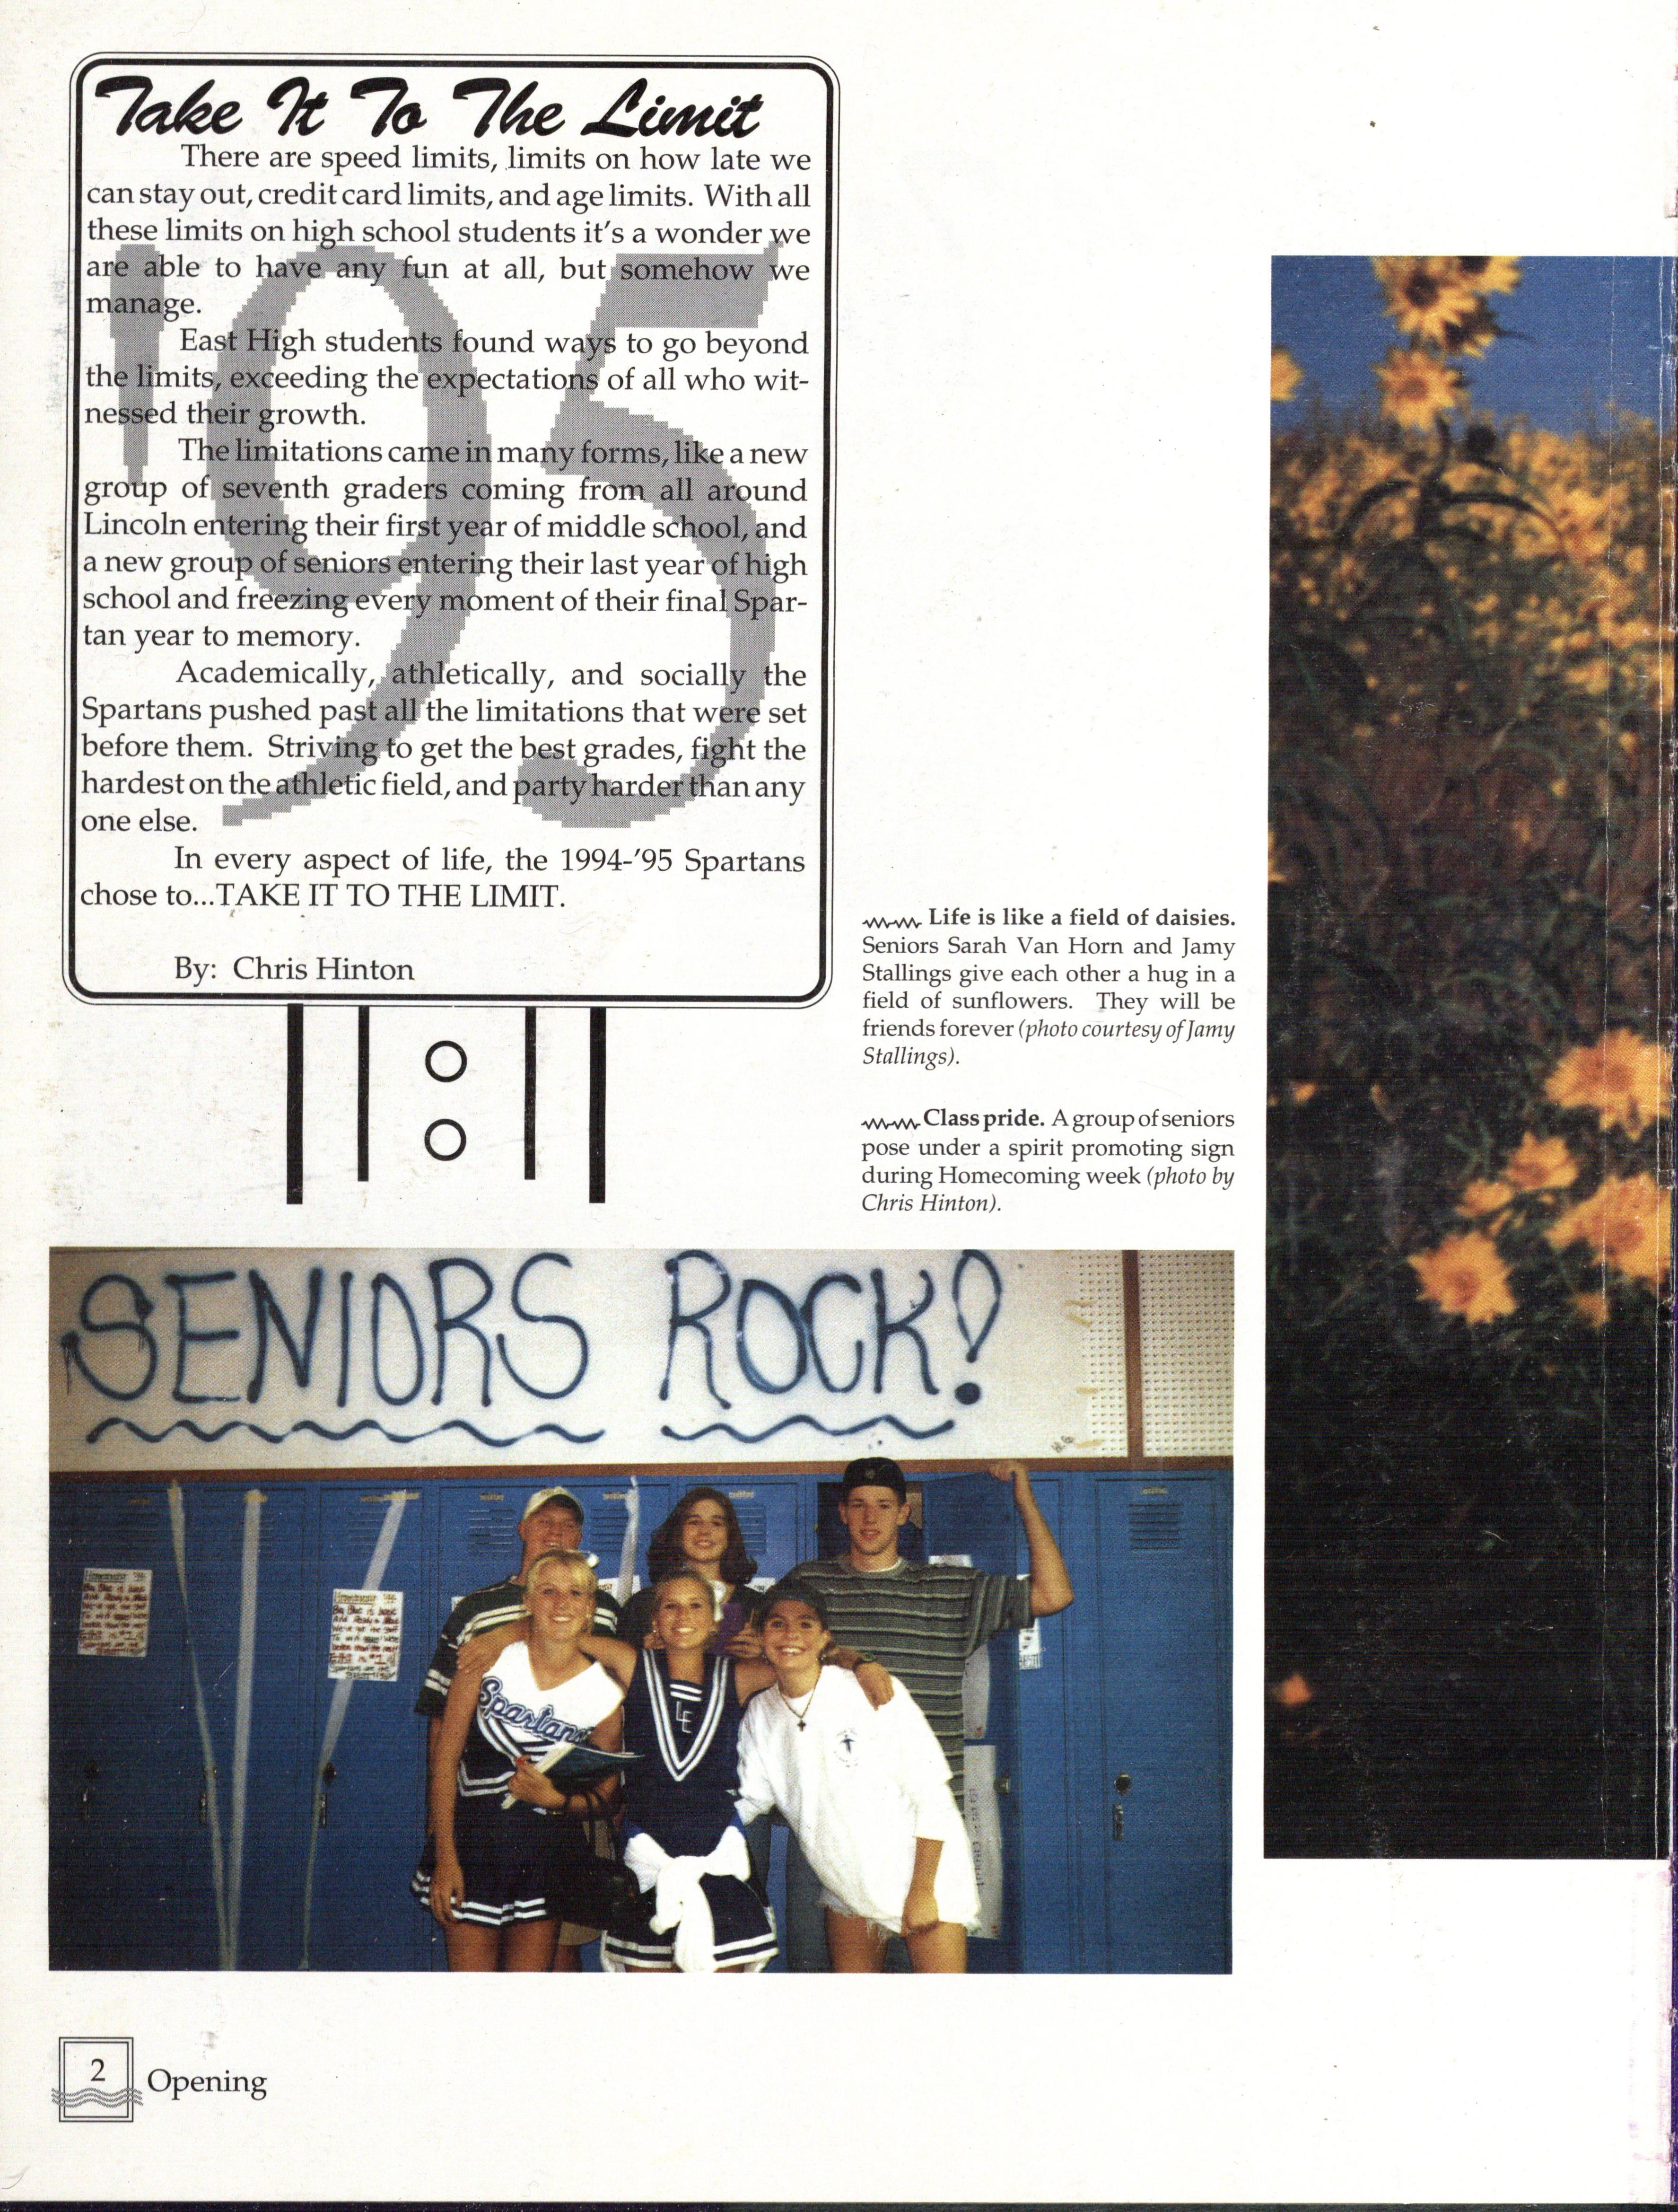 Take It To The Limit
There are speed limits, limits on how late we
can stay out, credit card limits, and age limits. With all
these limits on high school students it's a wonder we
are able to have any fun at all, but somehow we
manage.
East High students found ways to go beyond
the limits, exceeding the expectations of all who wit-
nessed their growth.
The limitations came in many forms, like a new
group of seventh graders coming from all around
Lincoln entering their first year of middle school, and
a new group of seniors entering their last year of high
school and freezing every moment of their final Spar-
tan year to memory.
Academically, athletically, and socially the
Spartans pushed past all the limitations that were set
before them. Striving to get the best grades, fight the
hardest on the athletic field, and party harder than any
one else.
In every aspect of life, the 1994-'95 Spartans
chose to...TAKE IT TO THE LIMIT.
By: Chris Hinton
'95
Life is like a field of daisies.
Seniors Sarah Van Horn and Jamy
Stallings give each other a hug in a
field of sunflowers. They will be
friends forever (photo courtesy of Jamy
Stallings).
Class pride. A group of seniors
pose under a spirit promoting sign
during Homecoming week (photo by
Chris Hinton).
SENIORS ROCK!
Spartans
LE
2
Opening